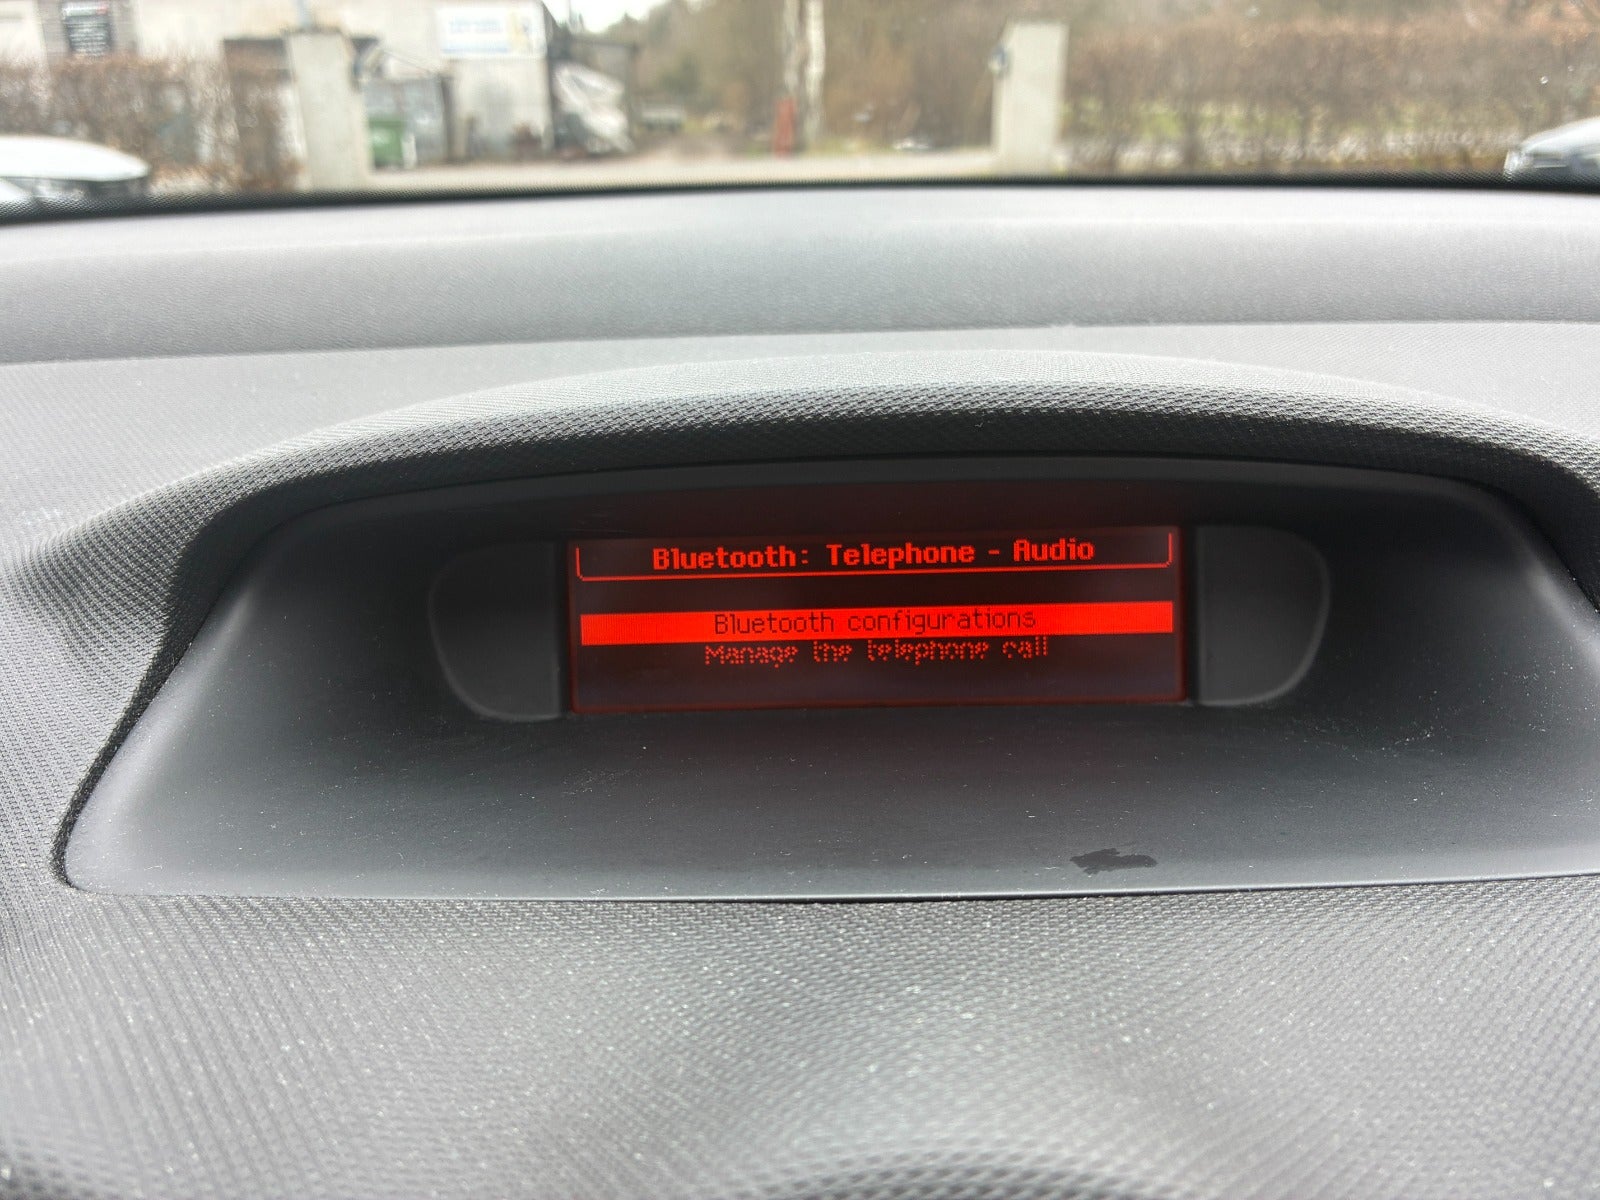 Bluetooth: Telephone - Audio
Bluetooth configurations
Manage the telephone call